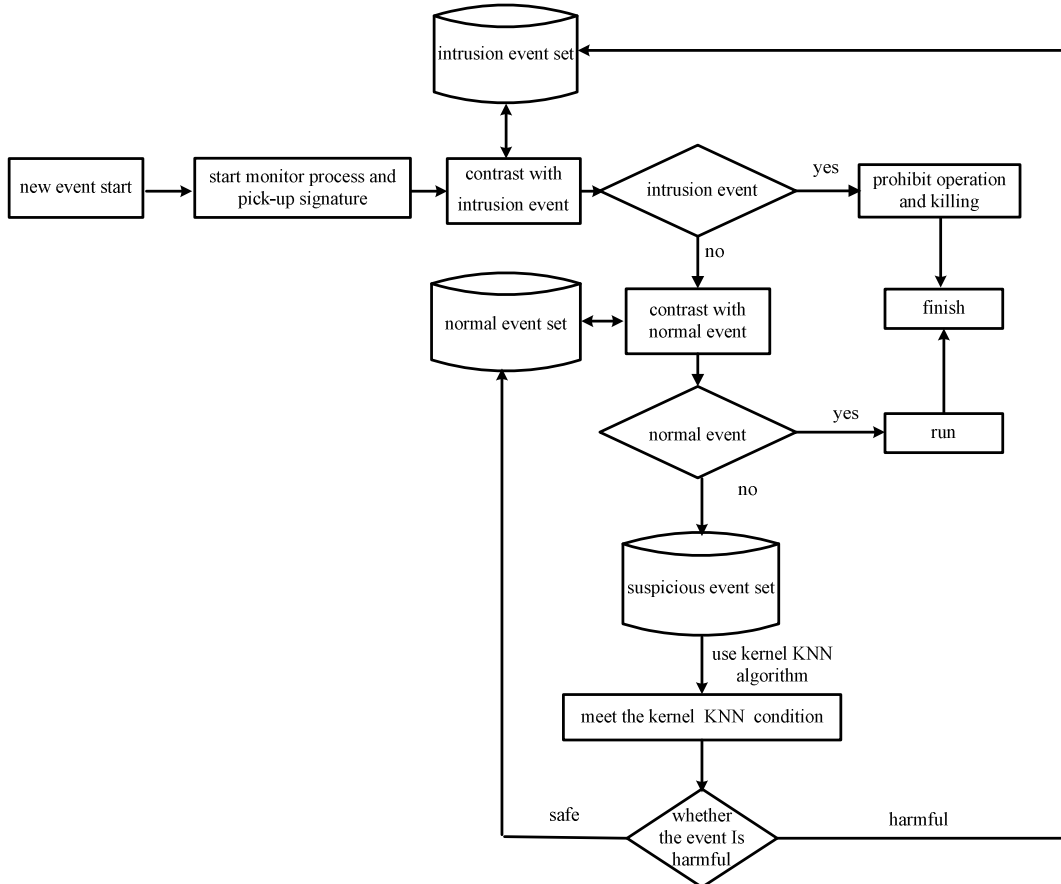 intrusion event set
new event start
start monitor process and
pick-up signature
contrast with
intrusion event
intrusion event
yes
prohibit operation
and killing
no
normal event set
contrast with
normal event
finish
normal event
yes
run
no
suspicious event set
use kernel KNN
algorithm
meet the kernel KNN condition
safe
whether
the event Is
harmful
harmful